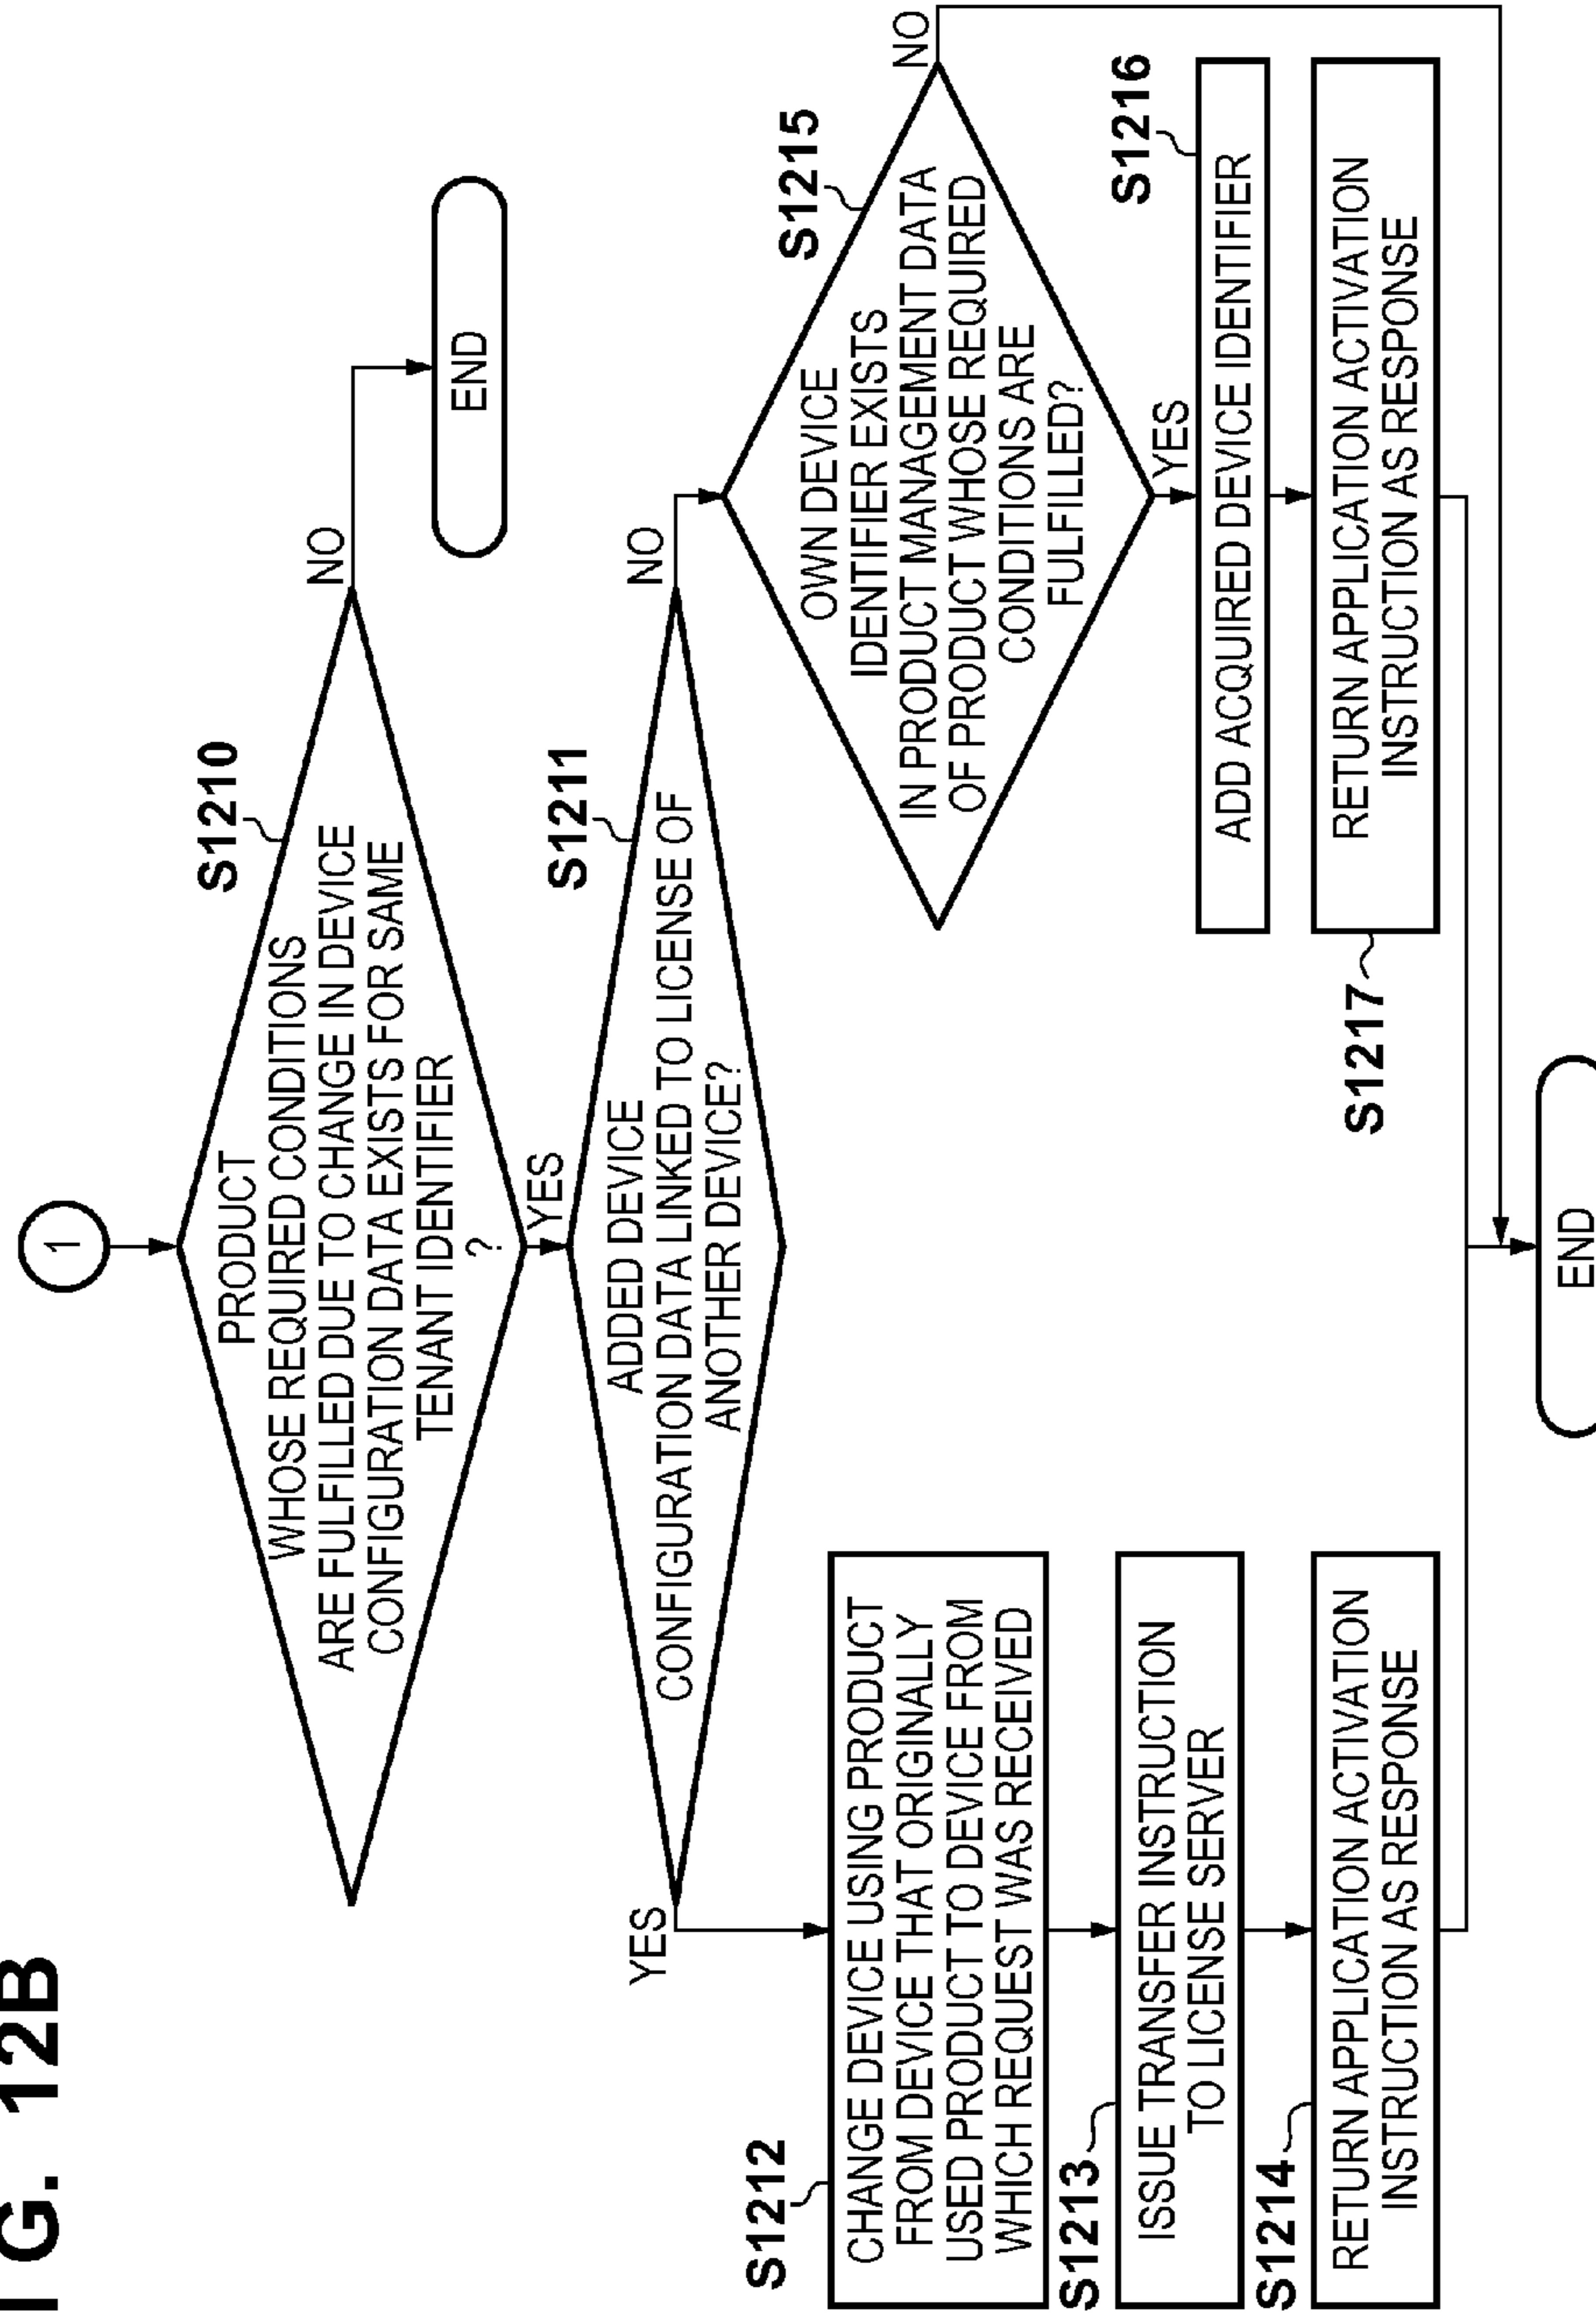 IG. 12B
1
S1210
PRODUCT
WHOSE REQUIRED CONDITIONS
ARE FULFILLED DUE TO CHANGE IN DEVICE
CONFIGURATION DATA EXISTS FOR SAME
TENANT IDENTIFIER
?
NO
END
YES
S1211
ADDED DEVICE
CONFIGURATION DATA LINKED TO LICENSE OF
ANOTHER DEVICE?
YES
NO
S1212
CHANGE DEVICE USING PRODUCT
FROM DEVICE THAT ORIGINALLY
USED PRODUCT TO DEVICE FROM
WHICH REQUEST WAS RECEIVED
S1213
ISSUE TRANSFER INSTRUCTION
TO LICENSE SERVER
S1214
RETURN APPLICATION ACTIVATION
INSTRUCTION AS RESPONSE
S1215
OWN DEVICE
IDENTIFIER EXISTS
IN PRODUCT MANAGEMENT DATA
OF PRODUCT WHOSE REQUIRED
CONDITIONS ARE
FULFILLED?
NO
YES
S1216
ADD ACQUIRED DEVICE IDENTIFIER
S1217
RETURN APPLICATION ACTIVATION
INSTRUCTION AS RESPONSE
END